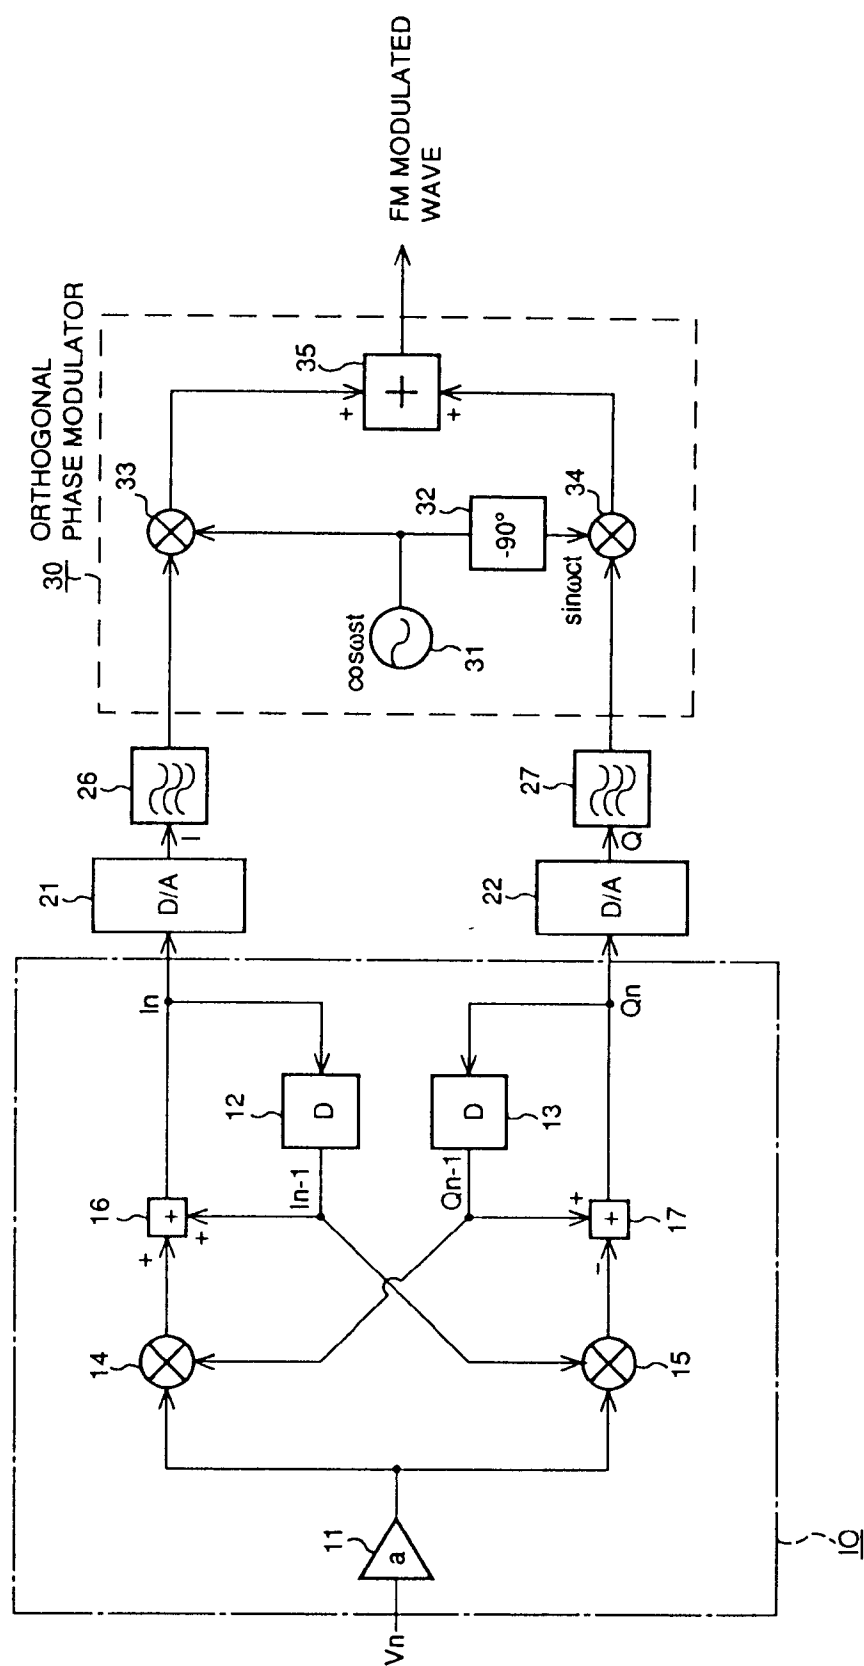 Vn
11
a
14
15
16
+
+
+
17
+
−
+
In-1
Qn-1
12
D
D
13
In
Qn
10
21
D/A
I
26
22
D/A
Q
27
30
ORTHOGONAL
PHASE MODULATOR
33
cosωst
31
32
-90°
sinωct
34
35
+
+
+
FM MODULATED
WAVE